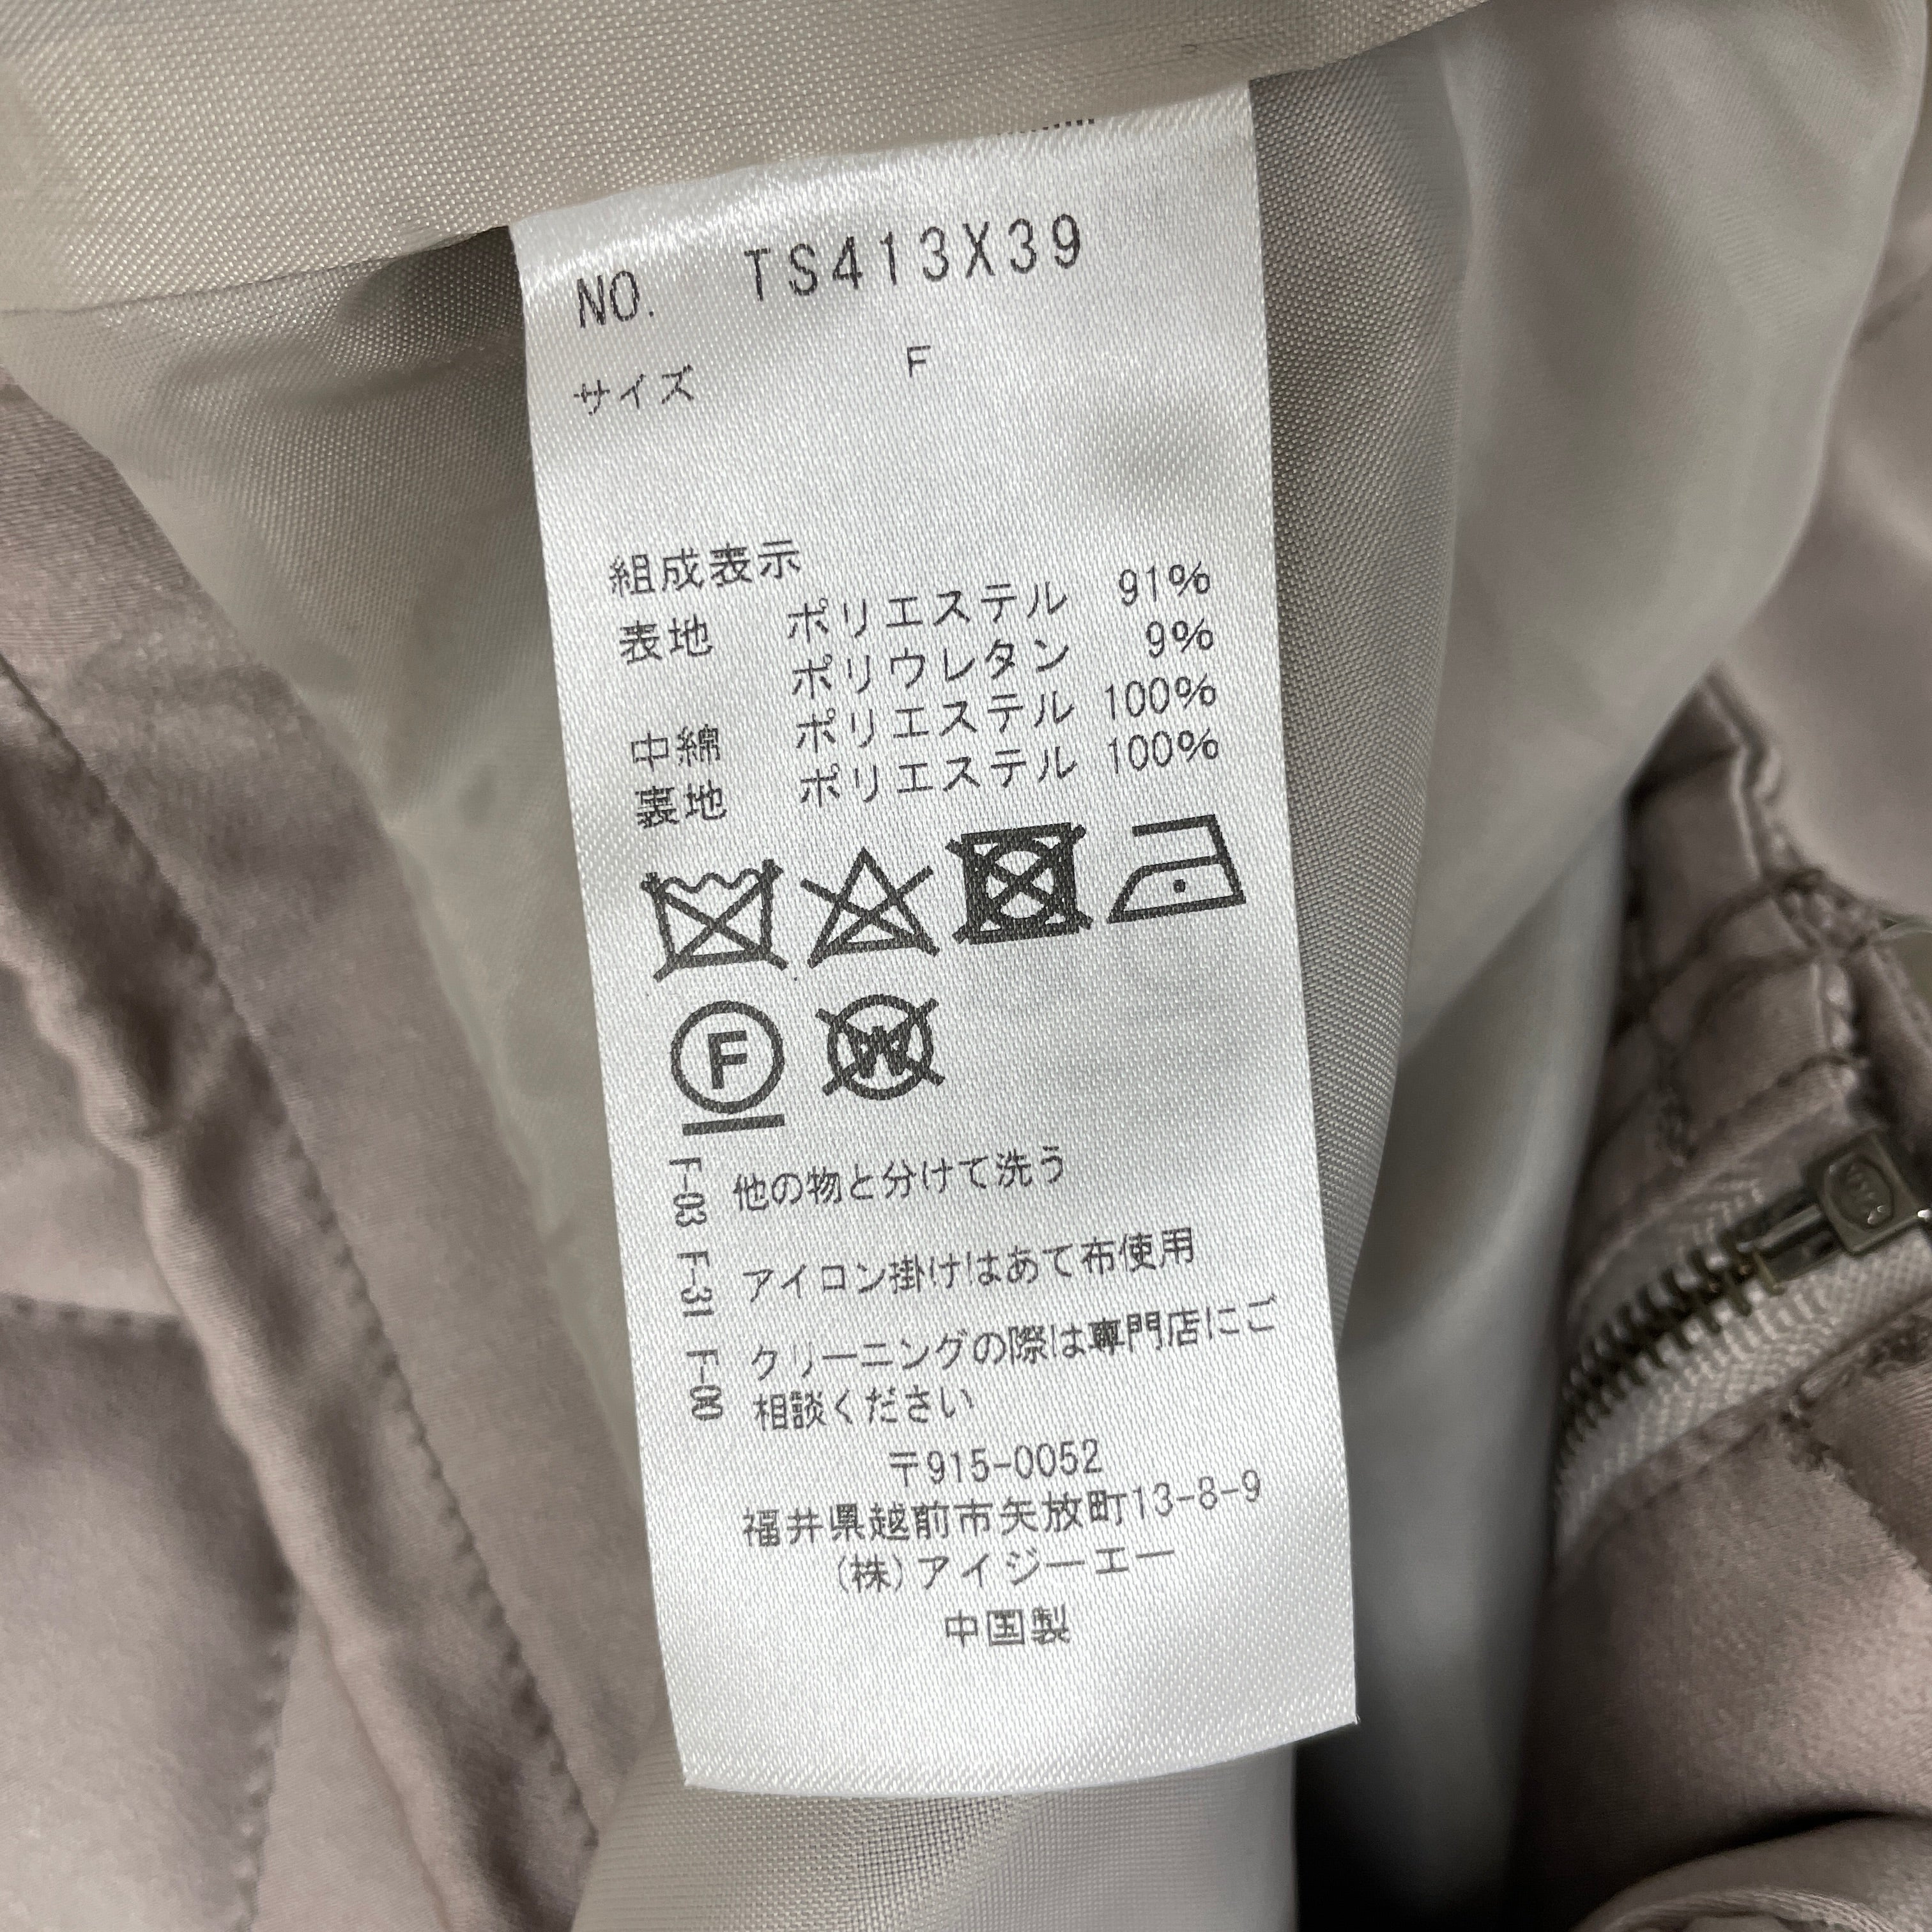 NO. TS413X39
サイズ F
組成表示
表地 ポリエステル 91%
ポリウレタン 9%
中綿 ポリエステル 100%
裏地 ポリエステル 100%
F W
F-03 他の物と分けて洗う
F-31 アイロン掛けはあて布使用
F-00 クリーニングの際は専門店にご
相談ください
〒915-0052
福井県越前市矢放町13-8-9
(株)アイジーエー
中国製